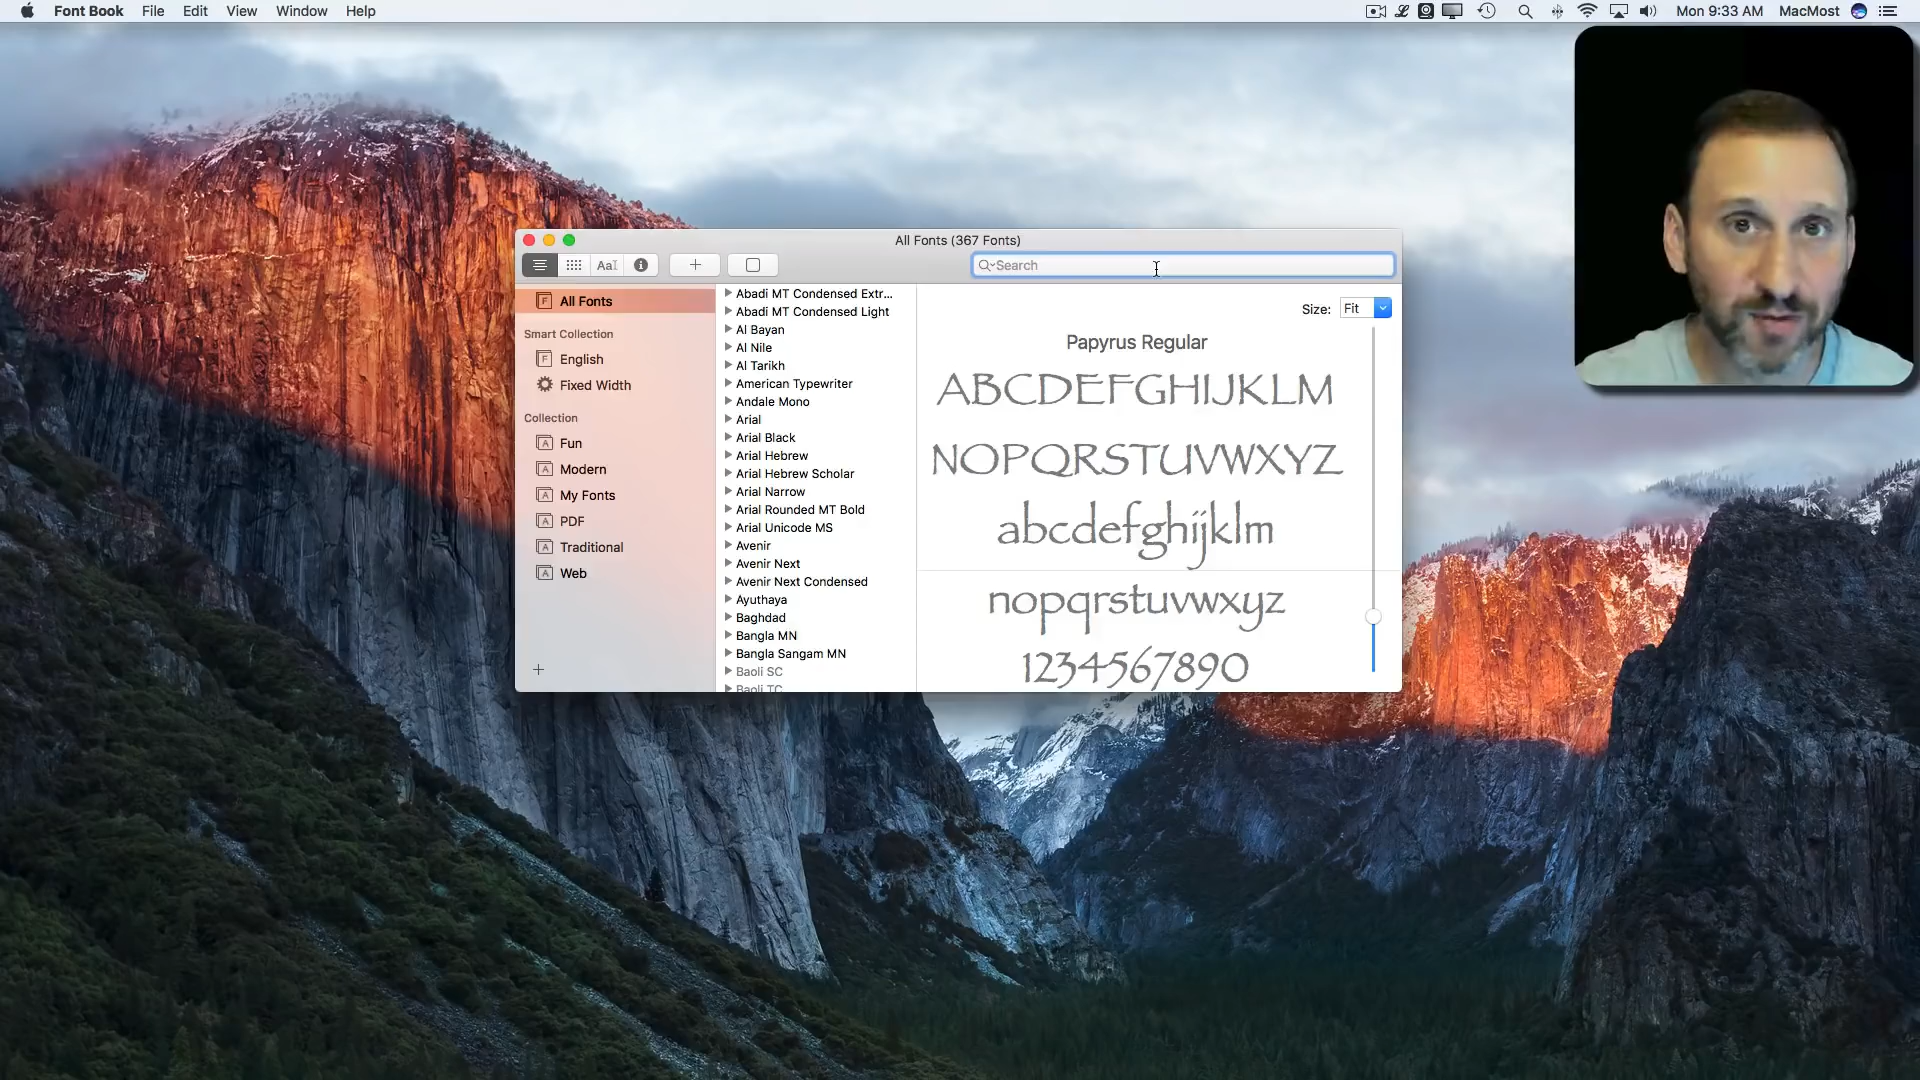 Font Book File Edit View Window Help
Mon 9:33 AM MacMost
All Fonts (367 Fonts)
Aa
Search
All Fonts
Smart Collection
English
Fixed Width
Collection
Fun
Modern
My Fonts
PDF
Traditional
Web
Abadi MT Condensed Extr...
Abadi MT Condensed Light
Al Bayan
Al Nile
Al Tarikh
American Typewriter
Andale Mono
Arial
Arial Black
Arial Hebrew
Arial Hebrew Scholar
Arial Narrow
Arial Rounded MT Bold
Arial Unicode MS
Avenir
Avenir Next
Avenir Next Condensed
Ayuthaya
Baghdad
Bangla MN
Bangla Sangam MN
Baoli SC
Baoli TC
Size: Fit
Papyrus Regular
ABCDEFGHIJKLM
NOPQRSTUVWXYZ
abcdefghijklm
nopqrstuvwxyz
1234567890